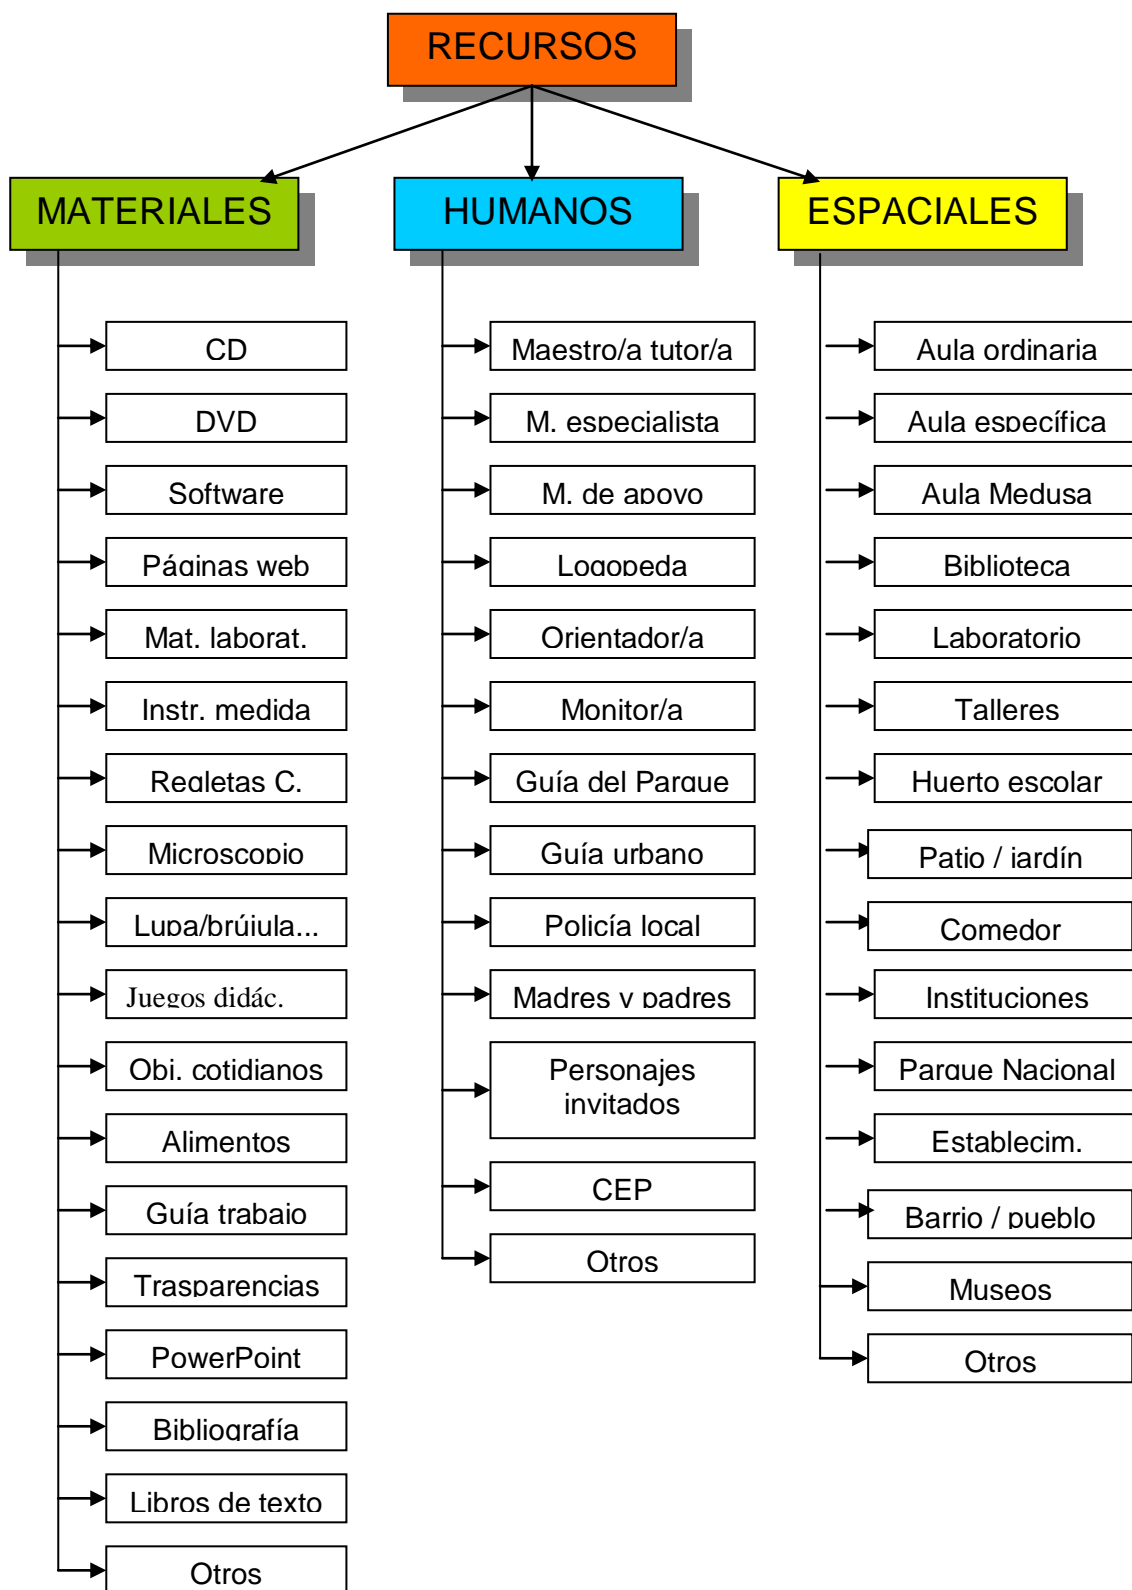 RECURSOS
MATERIALES
HUMANOS
ESPACIALES
CD
DVD
Software
Páginas web
Mat. laborat.
Instr. medida
Regletas C.
Microscopio
Lupa/brújula...
Juegos didác.
Obj. cotidianos
Alimentos
Guía trabajo
Trasparencias
PowerPoint
Bibliografía
Libros de texto
Otros
Maestro/a tutor/a
M. especialista
M. de apoyo
Logopeda
Orientador/a
Monitor/a
Guía del Parque
Guía urbano
Policía local
Madres y padres
Personajes
invitados
CEP
Otros
Aula ordinaria
Aula específica
Aula Medusa
Biblioteca
Laboratorio
Talleres
Huerto escolar
Patio / jardín
Comedor
Instituciones
Parque Nacional
Establecim.
Barrio / pueblo
Museos
Otros